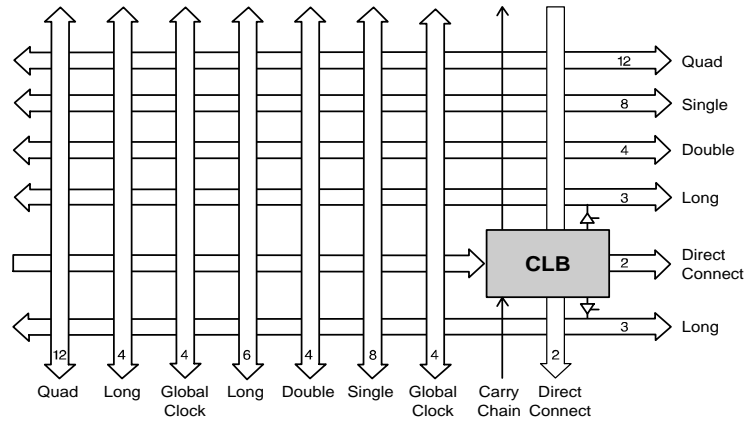 12
Quad
8
Single
4
Double
3
Long
CLB
2
Direct
Connect
3
Long
12
4
4
6
4
8
4
2
Quad
Long
Global
Clock
Long
Double
Single
Global
Clock
Carry
Chain
Direct
Connect